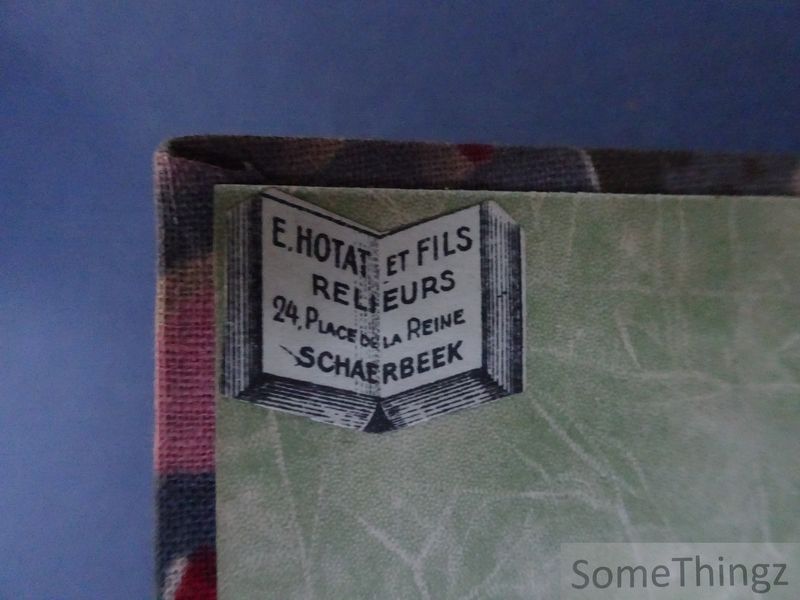 E. HOTAT ET FILS
RELIEURS
24, PLACE DE LA REINE
SCHAERBEEK
SomeThingz